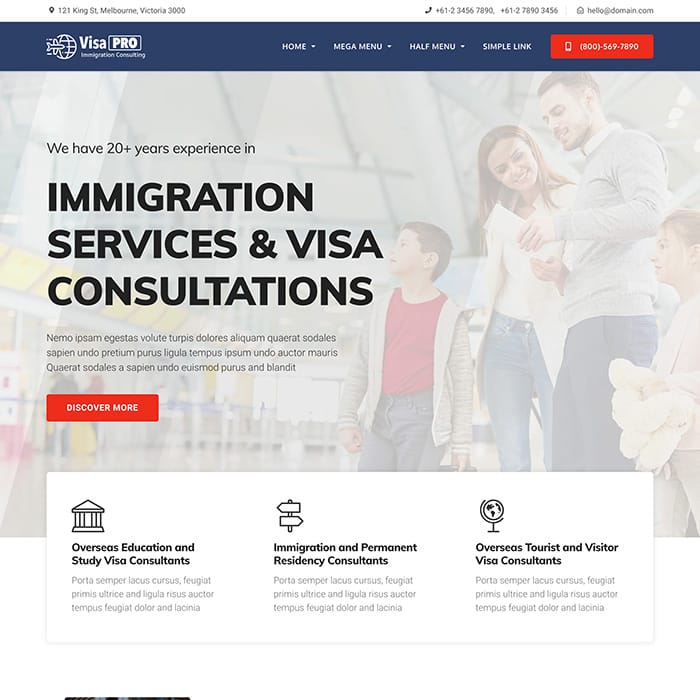 121 King St, Melbourne, Victoria 3000
+61-2 3456 7890, +61-2 7890 3456
hello@domain.com
Visa PRO
Immigration Consulting
HOME
MEGA MENU
HALF MENU
SIMPLE LINK
(800)-569-7890
We have 20+ years experience in
IMMIGRATION
SERVICES & VISA
CONSULTATIONS
Nemo ipsam egestas volute turpis dolores aliquam quaerat sodales
sapien undo pretium purus ligula tempus ipsum undo auctor mauris
Quaerat sodales a sapien undo euismod purus and blandit
DISCOVER MORE
Overseas Education and
Study Visa Consultants
Porta semper lacus cursus, feugiat
primis ultrice and ligula risus auctor
tempus feugiat dolor and lacinia
Immigration and Permanent
Residency Consultants
Porta semper lacus cursus, feugiat
primis ultrice and ligula risus auctor
tempus feugiat dolor and lacinia
Overseas Tourist and Visitor
Visa Consultants
Porta semper lacus cursus, feugiat
primis ultrice and ligula risus auctor
tempus feugiat dolor and lacinia